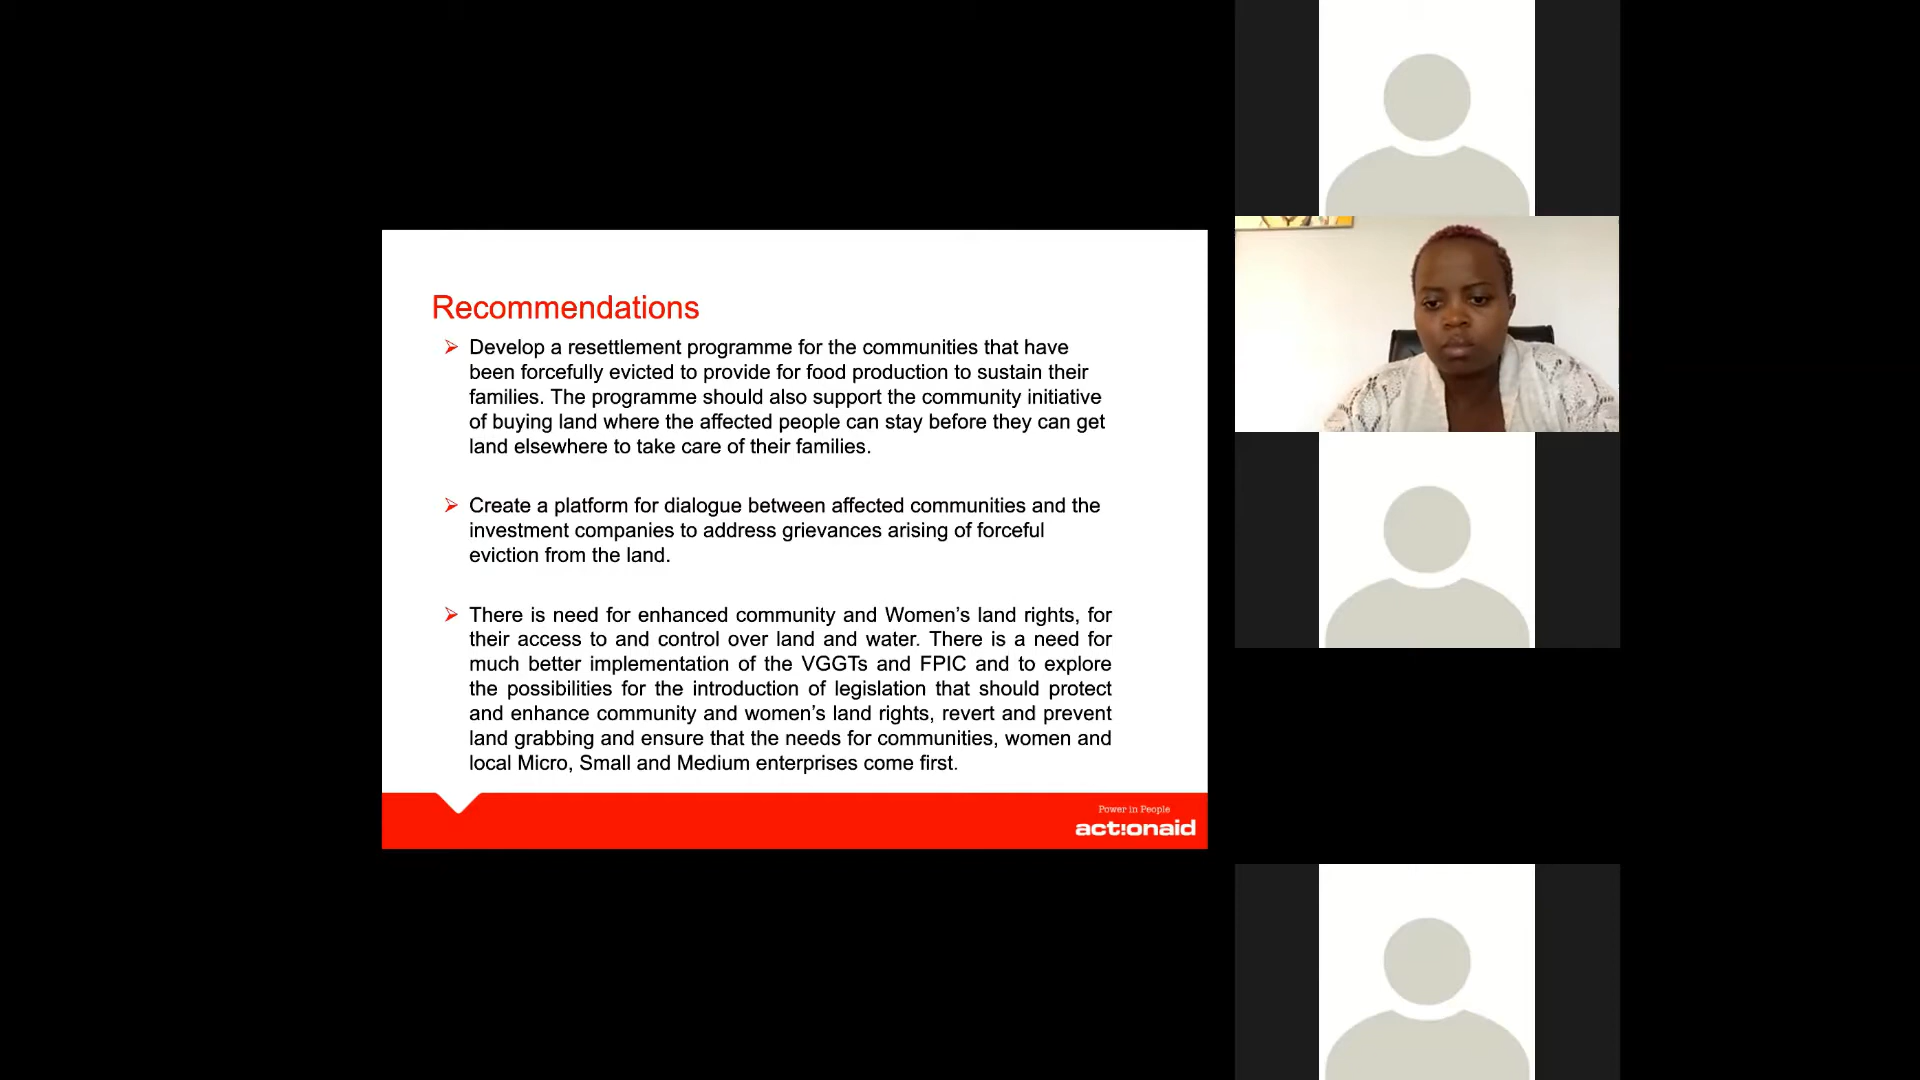 Recommendations
Develop a resettlement programme for the communities that have
been forcefully evicted to provide for food production to sustain their
families. The programme should also support the community initiative
of buying land where the affected people can stay before they can get
land elsewhere to take care of their families.
Create a platform for dialogue between affected communities and the
investment companies to address grievances arising of forceful
eviction from the land.
There is need for enhanced community and Women’s land rights, for
their access to and control over land and water. There is a need for
much better implementation of the VGGTs and FPIC and to explore
the possibilities for the introduction of legislation that should protect
and enhance community and women’s land rights, revert and prevent
land grabbing and ensure that the needs for communities, women and
local Micro, Small and Medium enterprises come first.
Power in People
act!onaid